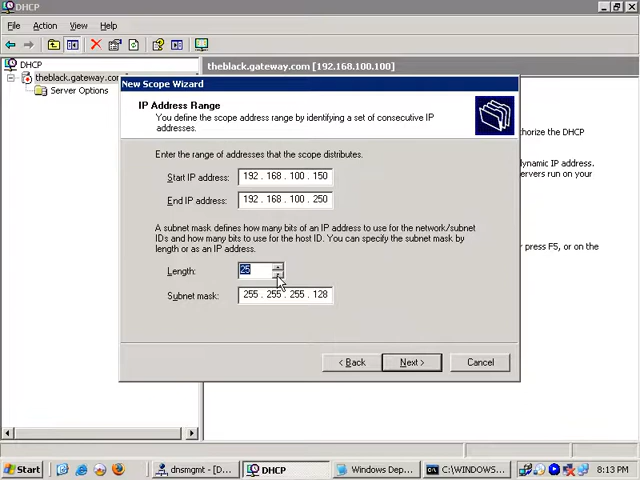 DHCP
File Action View Help
DHCP
theblack.gateway.com [192.168.100.100]
theblack.gateway.con
Server Options
New Scope Wizard
IP Address Range
You define the scope address range by identifying a set of consecutive IP
addresses.
Enter the range of addresses that the scope distributes.
Start IP address: 192 . 168 . 100 . 150
End IP address: 192 . 168 . 100 . 250
A subnet mask defines how many bits of an IP address to use for the network/subnet
IDs and how many bits to use for the host ID. You can specify the subnet mask by
length or as an IP address.
Length: 25
Subnet mask: 255 . 255 . 255 . 128
< Back Next > Cancel
horize the DHCP
dynamic IP address.
servers run on your
r press F5, or on the
Start dnsmgmt - [D... DHCP Windows Dep... C:\WINDOWS... 8:13 PM